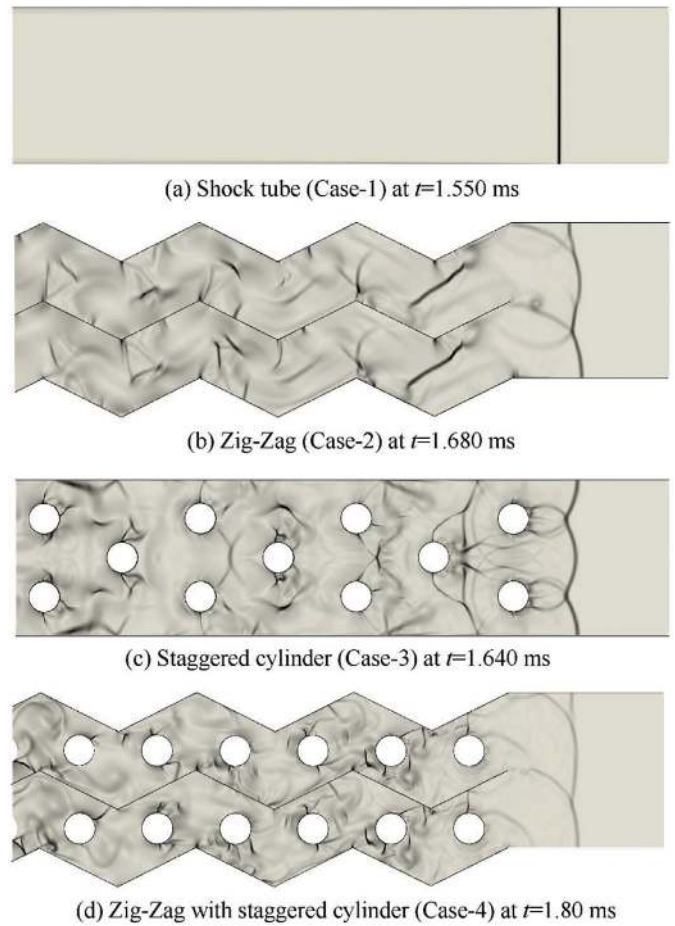 (a) Shock tube (Case-1) at t=1.550 ms
(b) Zig-Zag (Case-2) at t=1.680 ms
(c) Staggered cylinder (Case-3) at t=1.640 ms
(d) Zig-Zag with staggered cylinder (Case-4) at t=1.80 ms